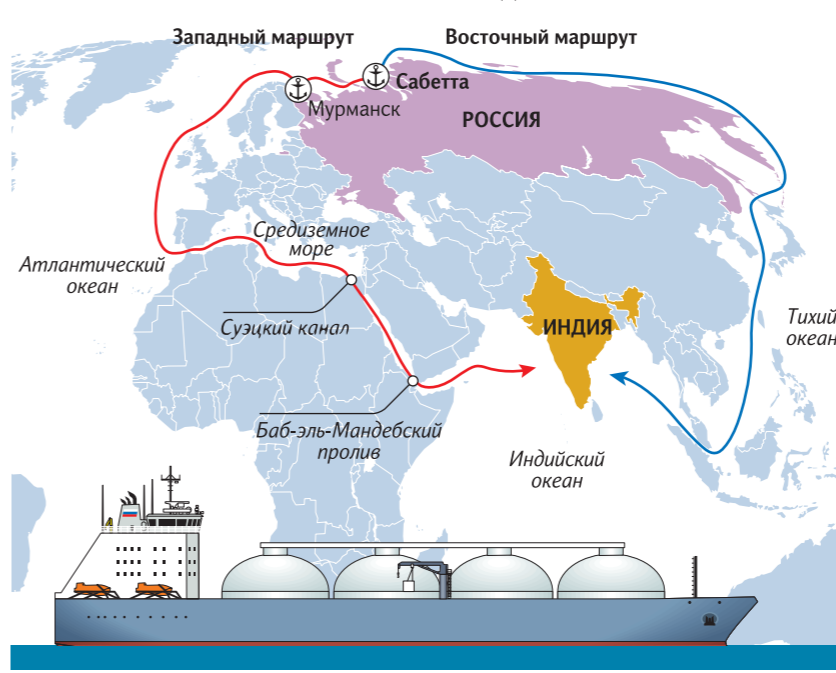 Западный маршрут
Восточный маршрут
Сабетта
Мурманск
РОССИЯ
Средиземное
море
Атлантический
океан
Суэцкий канал
ИНДИЯ
Тихий
океан
Баб-эль-Мандебский
пролив
Индийский
океан